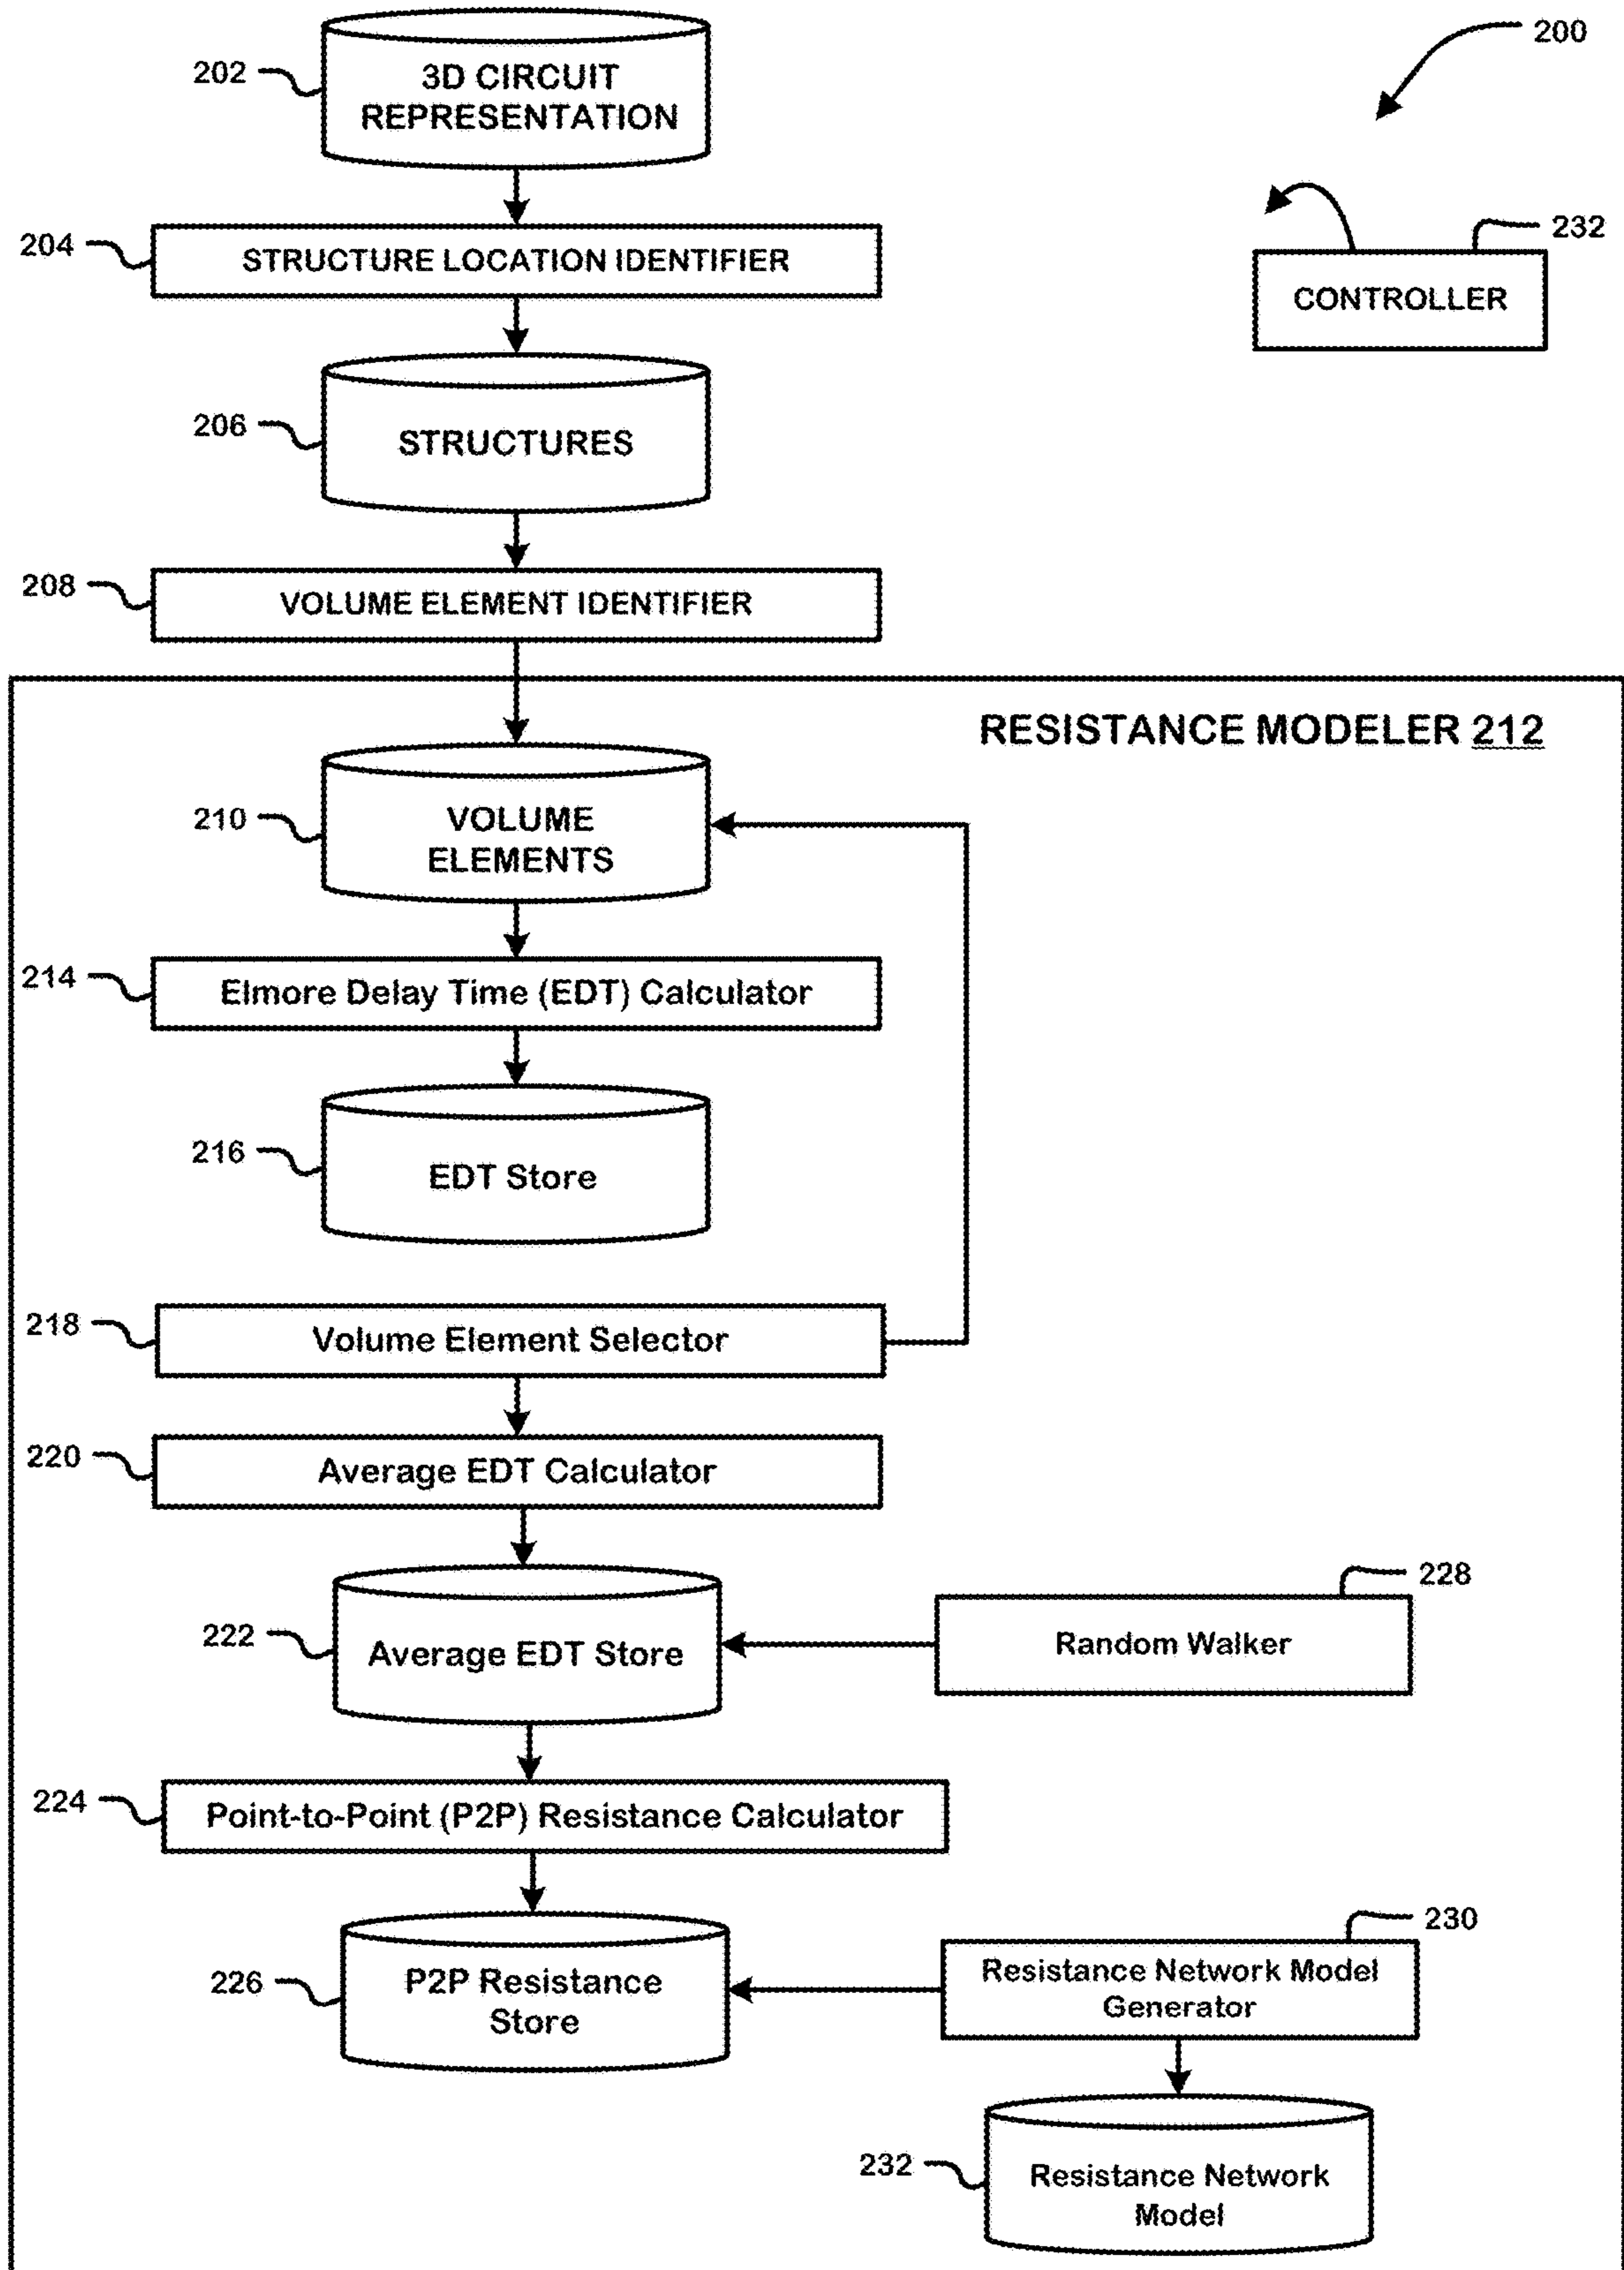 200
202
3D CIRCUIT
REPRESENTATION
204
STRUCTURE LOCATION IDENTIFIER
232
CONTROLLER
206
STRUCTURES
208
VOLUME ELEMENT IDENTIFIER
RESISTANCE MODELER 212
210
VOLUME
ELEMENTS
214
Elmore Delay Time (EDT) Calculator
216
EDT Store
218
Volume Element Selector
220
Average EDT Calculator
222
Average EDT Store
228
Random Walker
224
Point-to-Point (P2P) Resistance Calculator
226
P2P Resistance
Store
230
Resistance Network Model
Generator
232
Resistance Network
Model